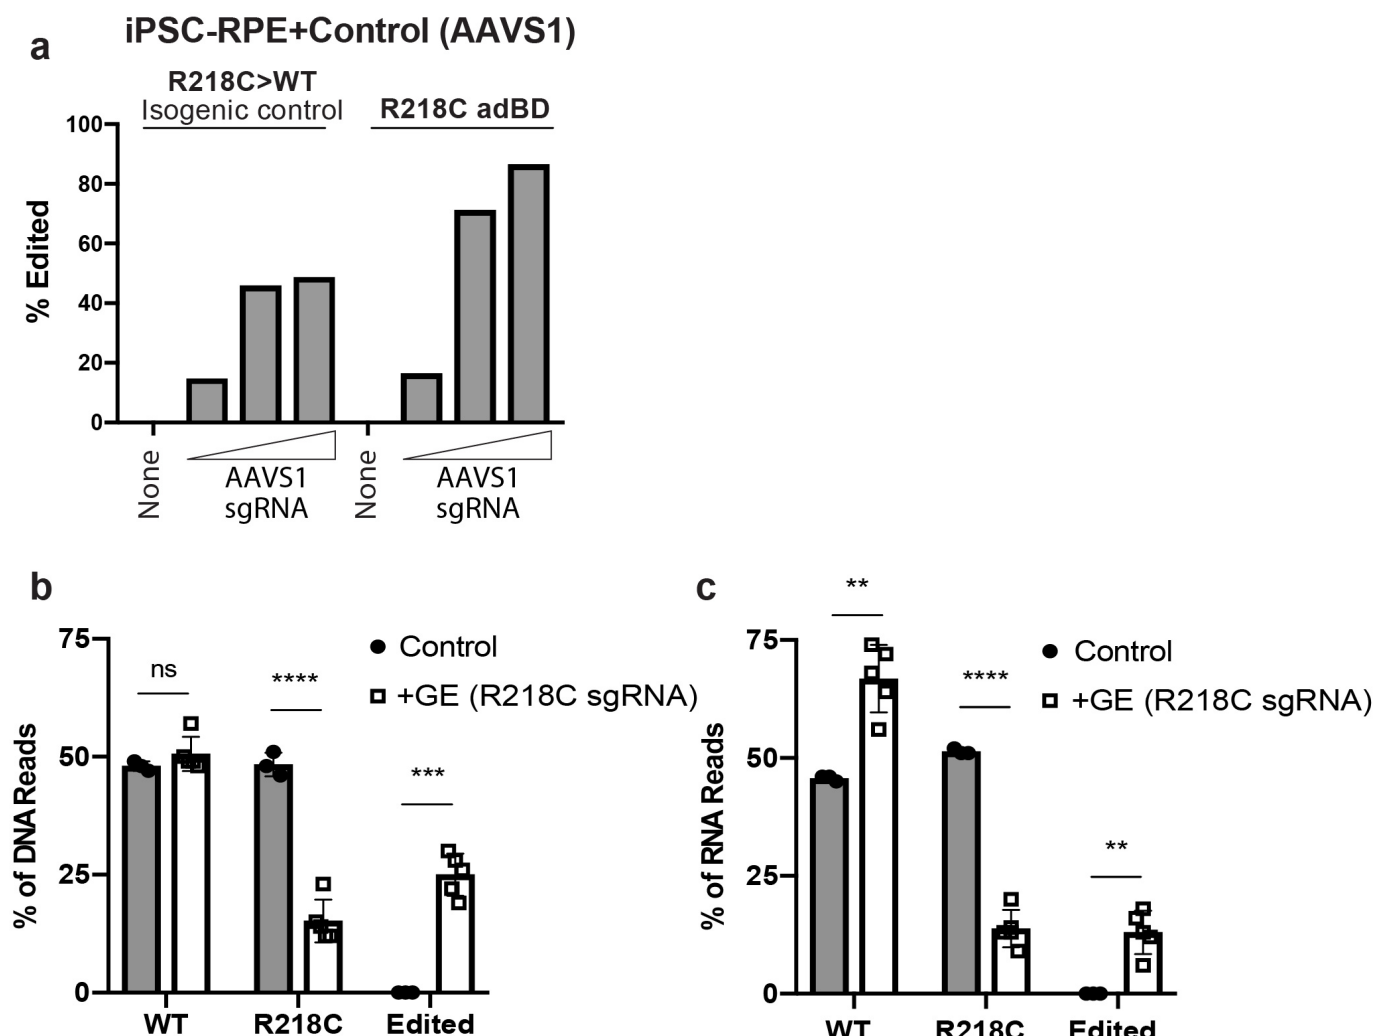 a
iPSC-RPE+Control (AAVS1)
R218C>WT
Isogenic control
R218C adBD
% Edited
100
80
60
40
20
0
None
AAVS1
sgRNA
None
AAVS1
sgRNA
b
% of DNA Reads
75
50
25
0
ns
****
***
Control
+GE (R218C sgRNA)
WT
R218C
Edited
c
% of RNA Reads
75
50
25
0
**
****
**
Control
+GE (R218C sgRNA)
WT
R218C
Edited